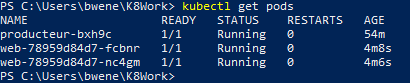 PS C:\Users\bwene\K8Work> kubectl get pods
NAME READY STATUS RESTARTS AGE
producteur-bxh9c 1/1 Running 0 54m
web-78959d84d7-fcbnr 1/1 Running 0 4m8s
web-78959d84d7-nc4gm 1/1 Running 0 4m8s
PS C:\Users\bwene\K8Work>